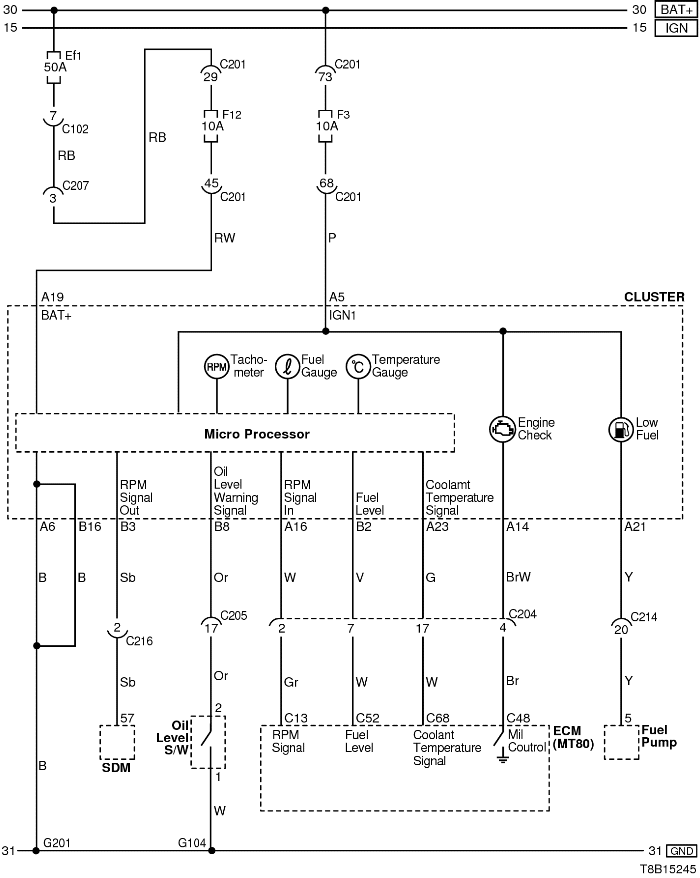 30
30
BAT+
15
15
IGN
Ef1
50A
7
C102
RB
C207
3
RB
C201
29
F12
10A
45
C201
RW
C201
73
F3
10A
68
C201
P
A19
BAT+
A5
IGN1
CLUSTER
RPM
Tacho-
meter
ℓ
Fuel
Gauge
°C
Temperature
Gauge
Micro Processor
Engine
Check
Low
Fuel
RPM
Signal
Out
Oil
Level
Warning
Signal
RPM
Signal
In
Fuel
Level
Coolamt
Temperature
Signal
A6
B16
B3
B8
A16
B2
A23
A14
A21
B
B
Sb
Or
W
V
G
BrW
Y
2
C216
C205
17
2
7
17
4
C204
C214
20
Sb
Or
Gr
W
W
Br
Y
57
SDM
2
Oil
Level
S/W
1
C13
RPM
Signal
C52
Fuel
Level
C68
Coolant
Temperature
Signal
C48
Mil
Coutrol
ECM
(MT80)
5
Fuel
Pump
B
W
31
G201
G104
31
GND
T8B15245